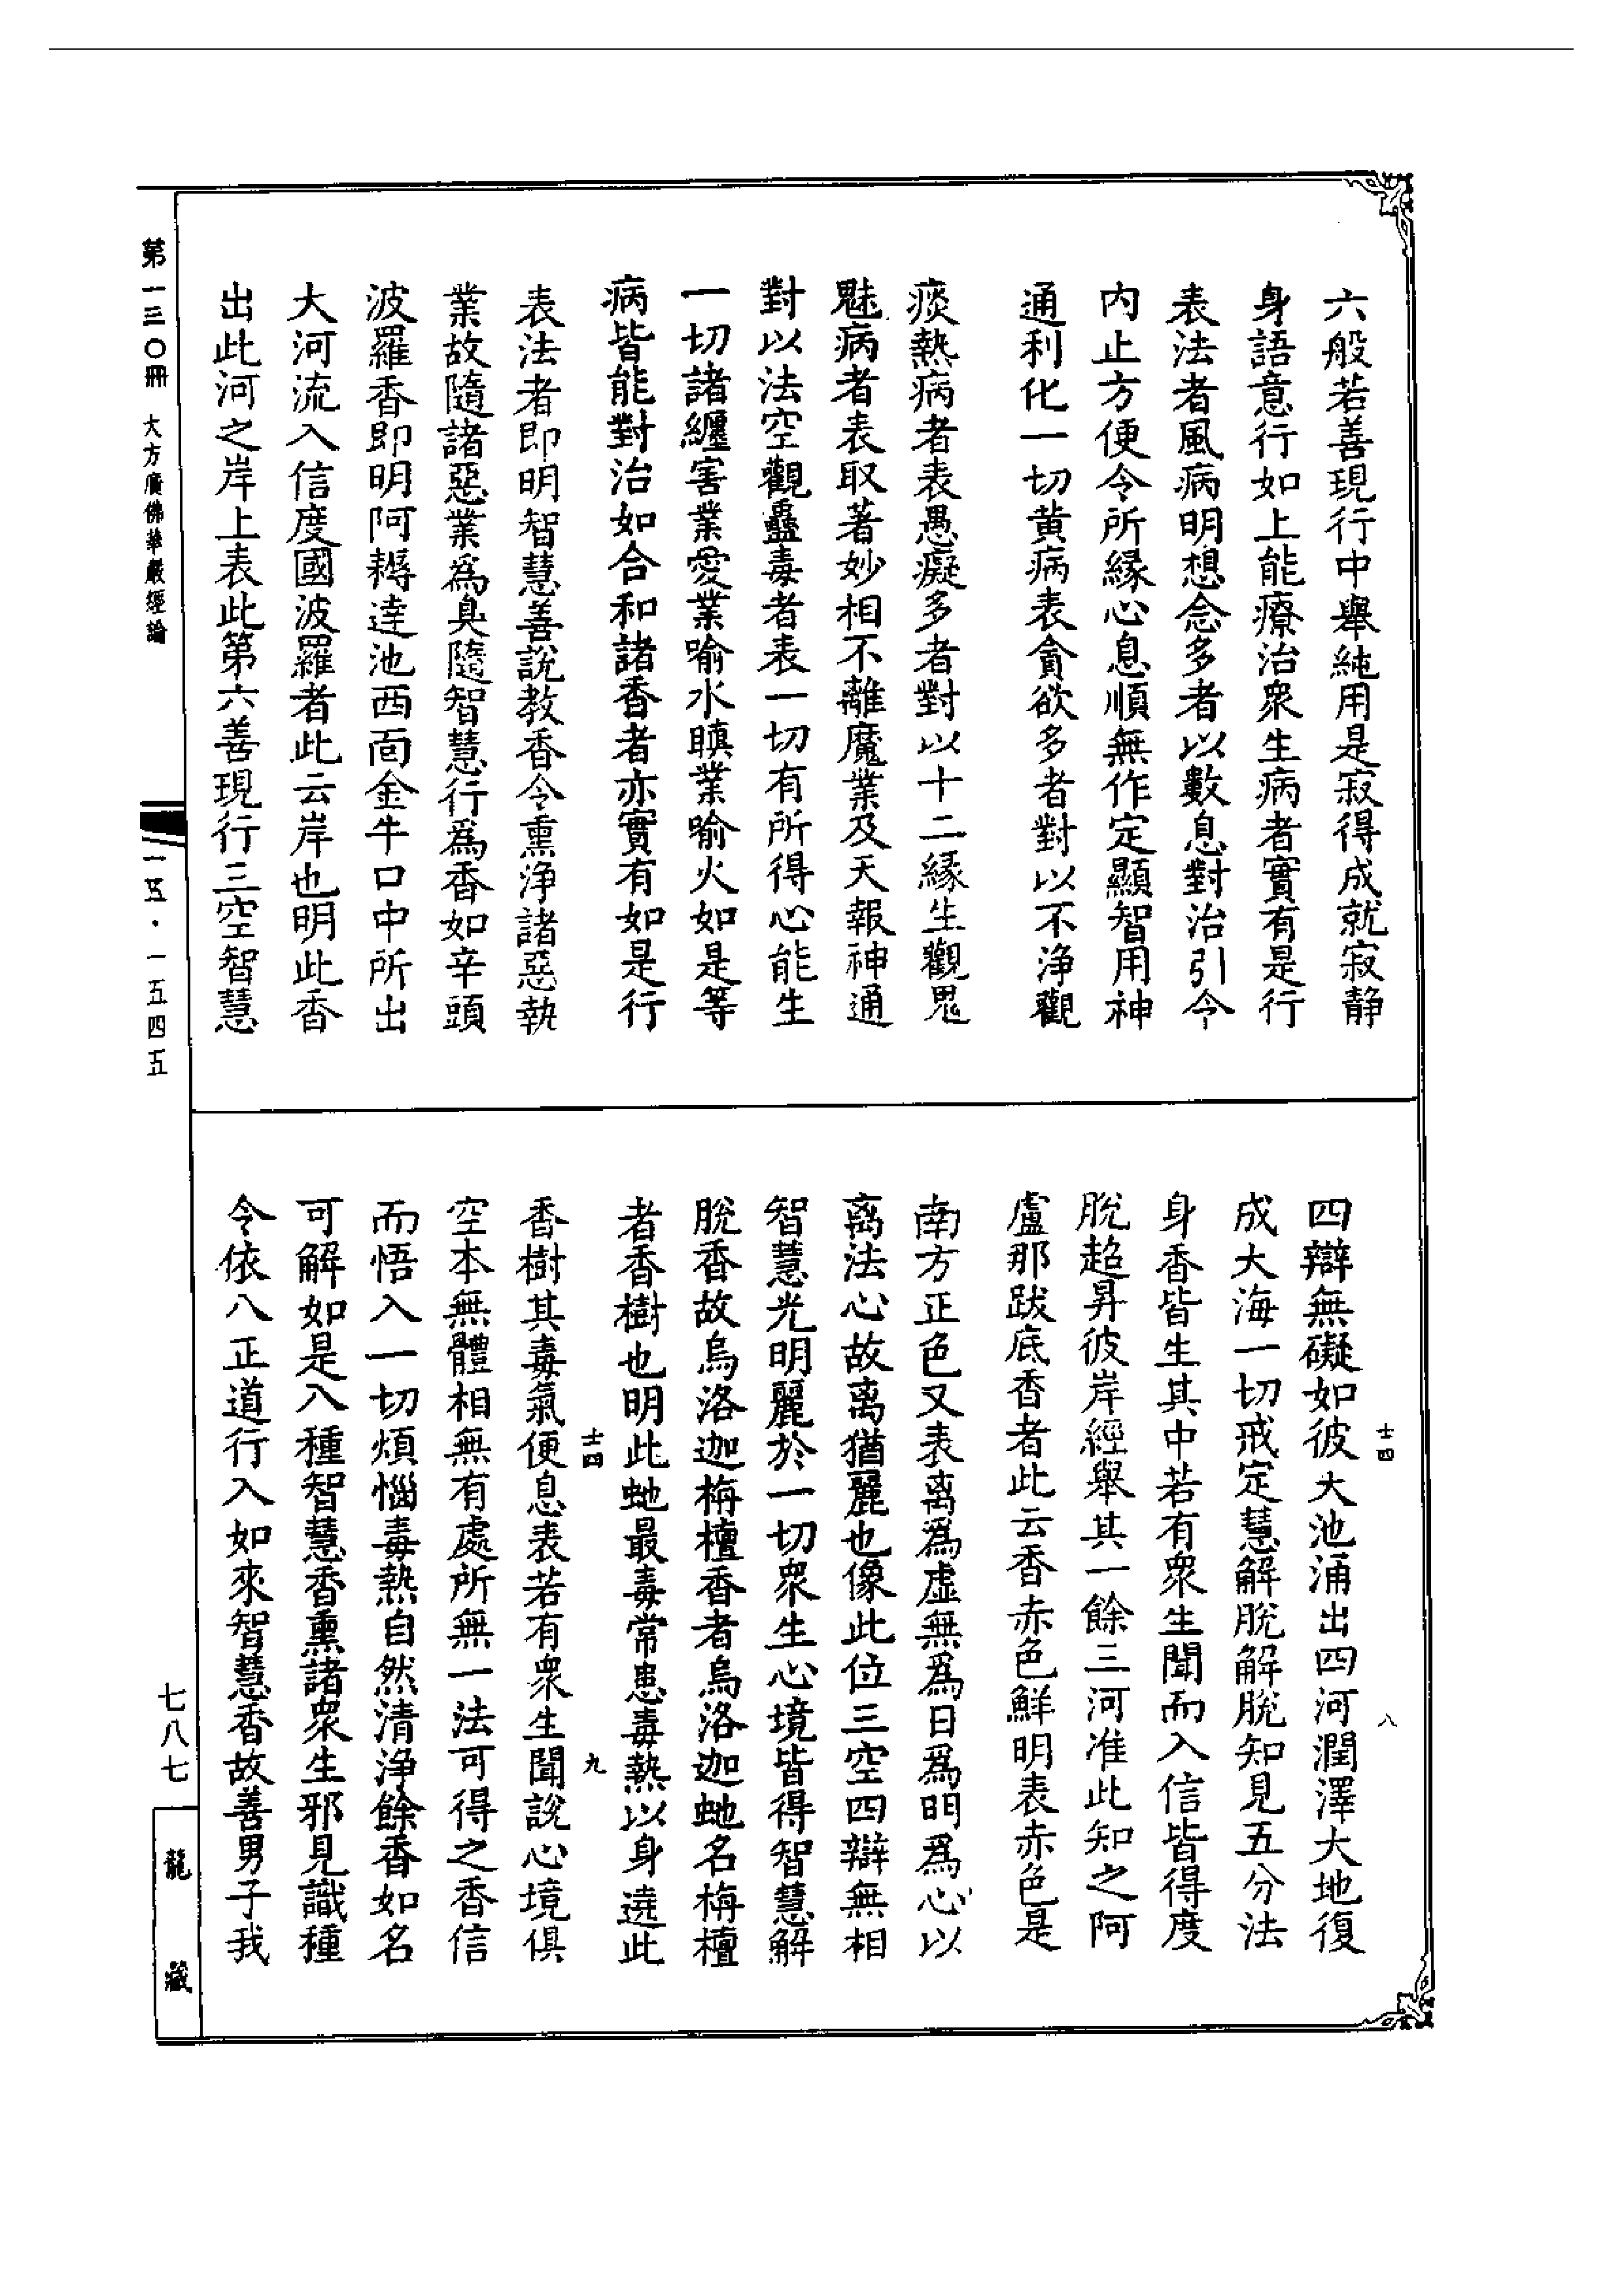 六般若善現行中舉純用是寂得成就寂靜
身語意行如上能療治衆生病者實有是行
表法者風病明想念多者以數息對治引令
内止方便令所緣心息順無作定顯智用神
通利化一切黄病表貪欲多者對以不淨觀
痰熱病者表愚癡多者對以十二緣生觀鬼
魅病者表取著妙相不離魔業及天報神通
對以法空觀蠱毒者表一切有所得心能生
一切諸纏害業愛業喻水瞋業喻火如是等
病皆能對治如合和諸香者亦實有如是行
表法者即明智慧善說教香令熏淨諸惡執
業故隨諸惡業爲臭隨智慧行爲香如辛頭
波羅香即明阿耨達池西面金牛口中所出
大河流入信度國波羅者此云岸也明此香
出此河之岸上表此第六善現行三空智慧
四辯無礙如彼大池涌出四河潤澤大地復
成大海一切戒定慧解脫解脫知見五分法
身香皆生其中若有衆生聞而入信皆得度
脫超昇彼岸經舉其一餘三河准此知之阿
盧那跋底香者此云香赤色鮮明表赤色是
南方正色又表离爲虛無爲日爲明爲心以
离法心故离猶麗也像此位三空四辯無相
智慧光明麗於一切衆生心境皆得智慧解
脫香故烏洛迦栴檀香者烏洛迦虵名栴檀
者香樹也明此虵最毒常患毒熱以身遶此
香樹其毒氣便息表若有衆生聞說心境俱
空本無體相無有處所無一法可得之香信
而悟入一切煩惱毒熱自然清淨餘香如名
可解如是八種智慧香熏諸衆生邪見識種
令依八正道行入如來智慧香故善男子我
士四
八
士四
九
第一三〇冊 大方廣佛華嚴經論
一五·一五四五
七八七
龍藏